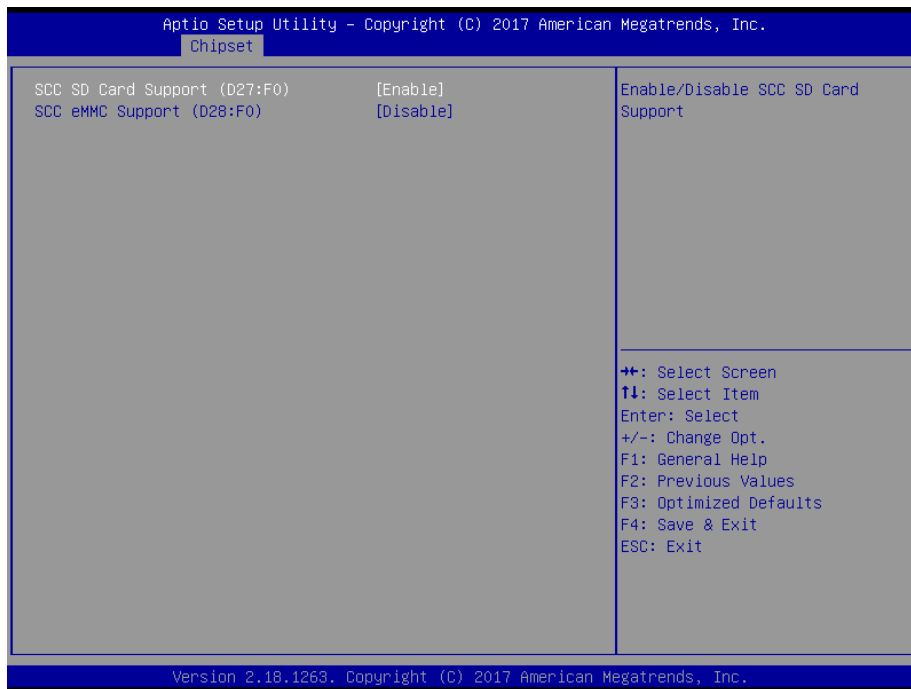 Aptio Setup Utility – Copyright (C) 2017 American Megatrends, Inc.
Chipset
SCC SD Card Support (D27:F0) [Enable]
SCC eMMC Support (D28:F0) [Disable]
Enable/Disable SCC SD Card
Support
→←: Select Screen
↑↓: Select Item
Enter: Select
+/-: Change Opt.
F1: General Help
F2: Previous Values
F3: Optimized Defaults
F4: Save & Exit
ESC: Exit
Version 2.18.1263. Copyright (C) 2017 American Megatrends, Inc.